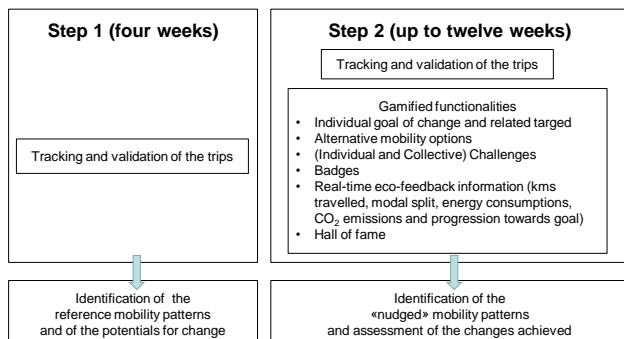 Step 1 (four weeks)
Tracking and validation of the trips
Identification of the
reference mobility patterns
and of the potentials for change
Step 2 (up to twelve weeks)
Tracking and validation of the trips
Gamified functionalities
• Individual goal of change and related targed
• Alternative mobility options
• (Individual and Collective) Challenges
• Badges
• Real-time eco-feedback information (kms
travelled, modal split, energy consumptions,
CO₂ emissions and progression towards goal)
• Hall of fame
Identification of the
«nudged» mobility patterns
and assessment of the changes achieved